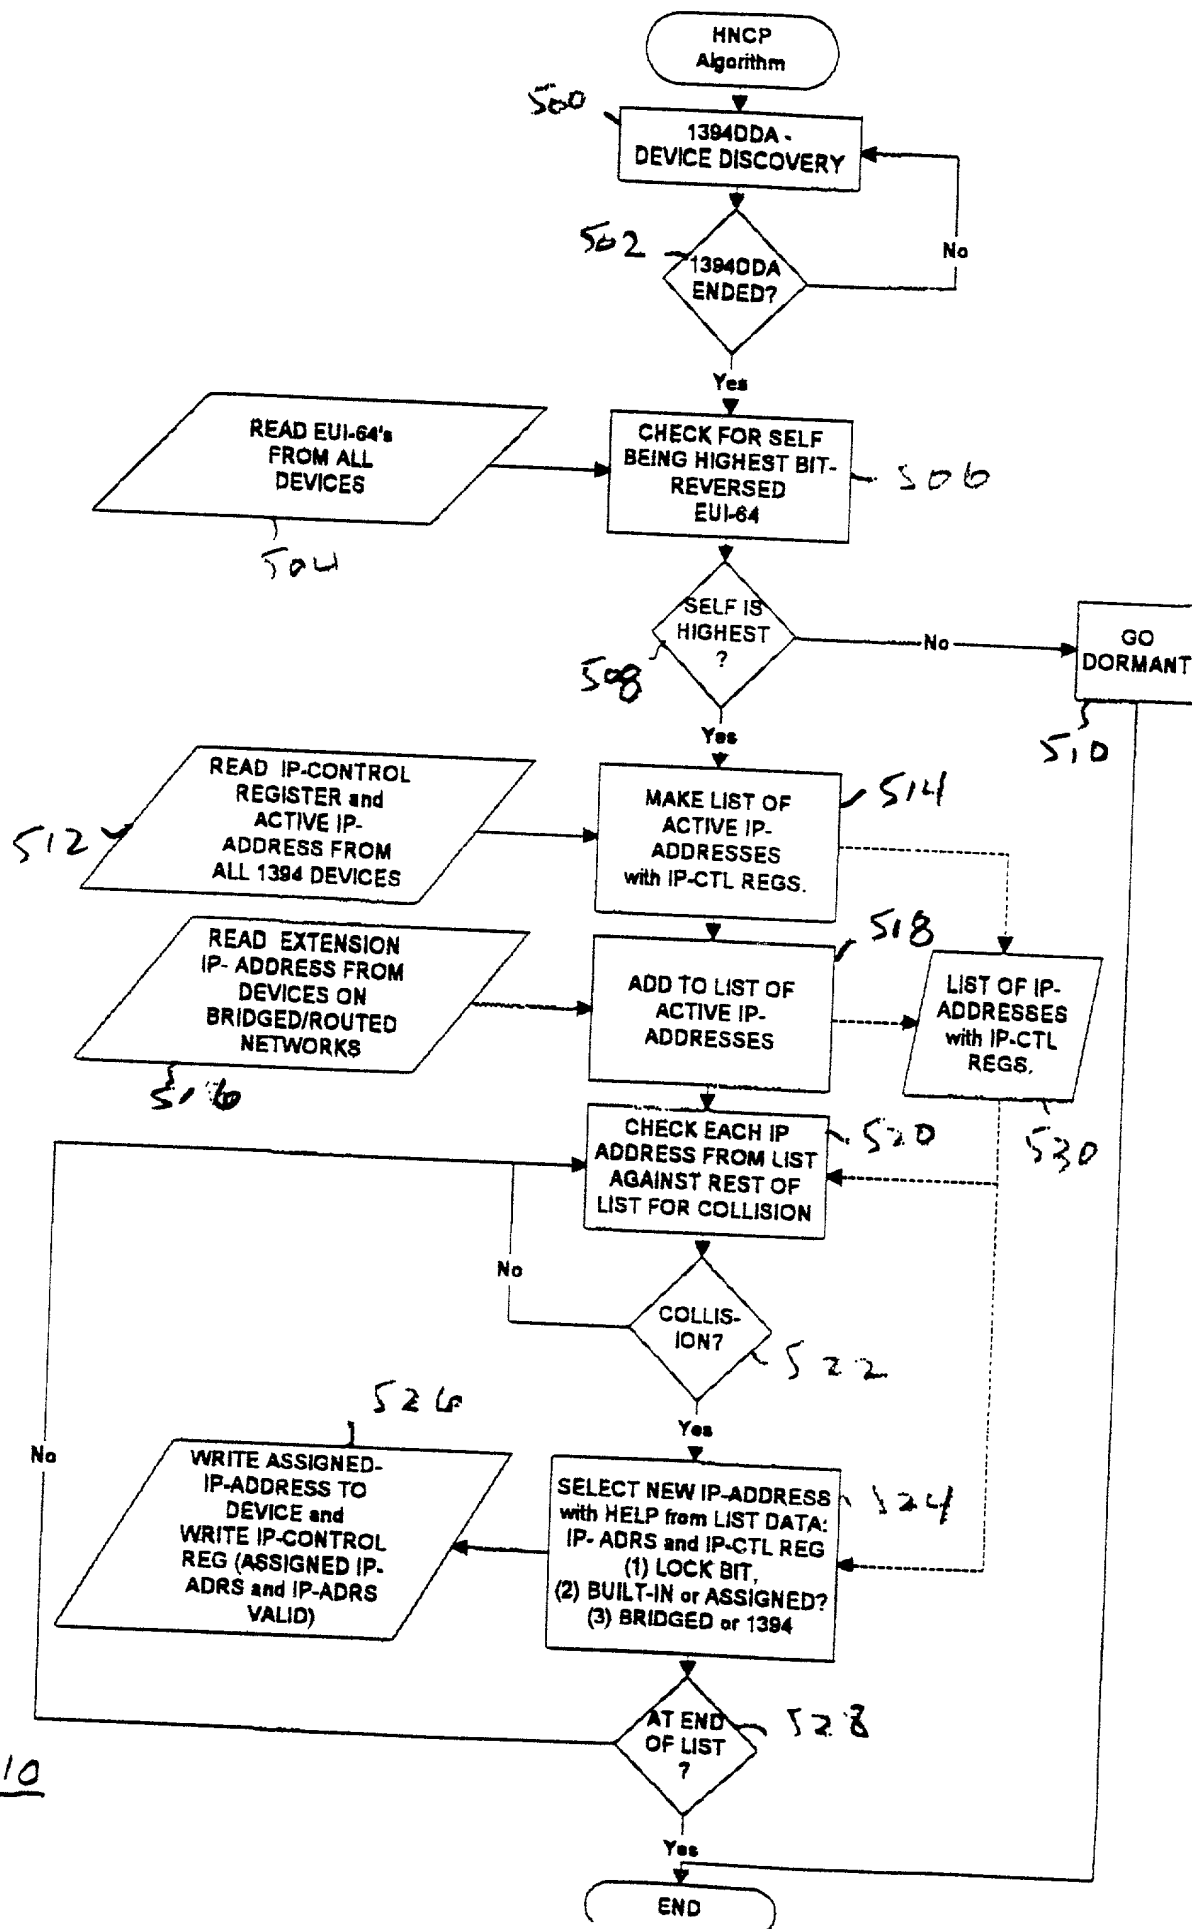 HNCP
Algorithm
500
1394DDA -
DEVICE DISCOVERY
502
1394DDA
ENDED?
No
Yes
READ EUI-64's
FROM ALL
DEVICES
504
CHECK FOR SELF
BEING HIGHEST BIT-
REVERSED
EUI-64
506
SELF IS
HIGHEST
?
508
No
GO
DORMANT
510
Yes
READ IP-CONTROL
REGISTER and
ACTIVE IP-
ADDRESS FROM
ALL 1394 DEVICES
512
MAKE LIST OF
ACTIVE IP-
ADDRESSES
with IP-CTL REGS.
514
READ EXTENSION
IP- ADDRESS FROM
DEVICES ON
BRIDGED/ROUTED
NETWORKS
516
ADD TO LIST OF
ACTIVE IP-
ADDRESSES
518
LIST OF IP-
ADDRESSES
with IP-CTL
REGS.
530
CHECK EACH IP
ADDRESS FROM LIST
AGAINST REST OF
LIST FOR COLLISION
520
No
COLLIS-
ION?
522
Yes
526
WRITE ASSIGNED-
IP-ADDRESS TO
DEVICE and
WRITE IP-CONTROL
REG (ASSIGNED IP-
ADRS and IP-ADRS
VALID)
SELECT NEW IP-ADDRESS
with HELP from LIST DATA:
IP- ADRS and IP-CTL REG
(1) LOCK BIT,
(2) BUILT-IN or ASSIGNED?
(3) BRIDGED or 1394
524
No
AT END
OF LIST
?
528
10
Yes
END